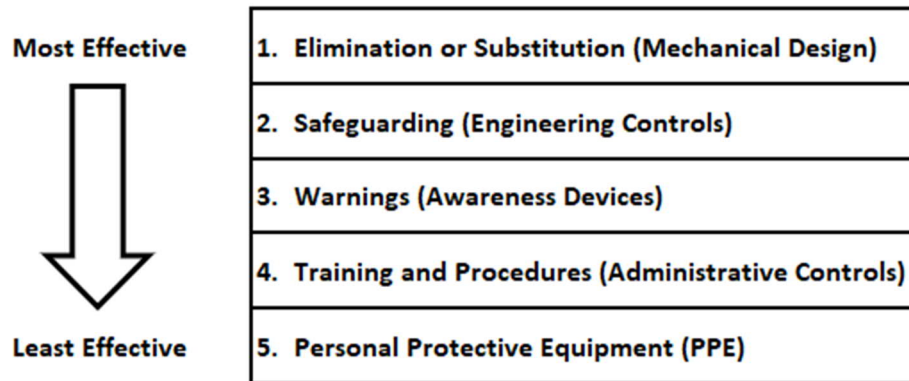 Most Effective
1. Elimination or Substitution (Mechanical Design)
2. Safeguarding (Engineering Controls)
3. Warnings (Awareness Devices)
4. Training and Procedures (Administrative Controls)
Least Effective
5. Personal Protective Equipment (PPE)